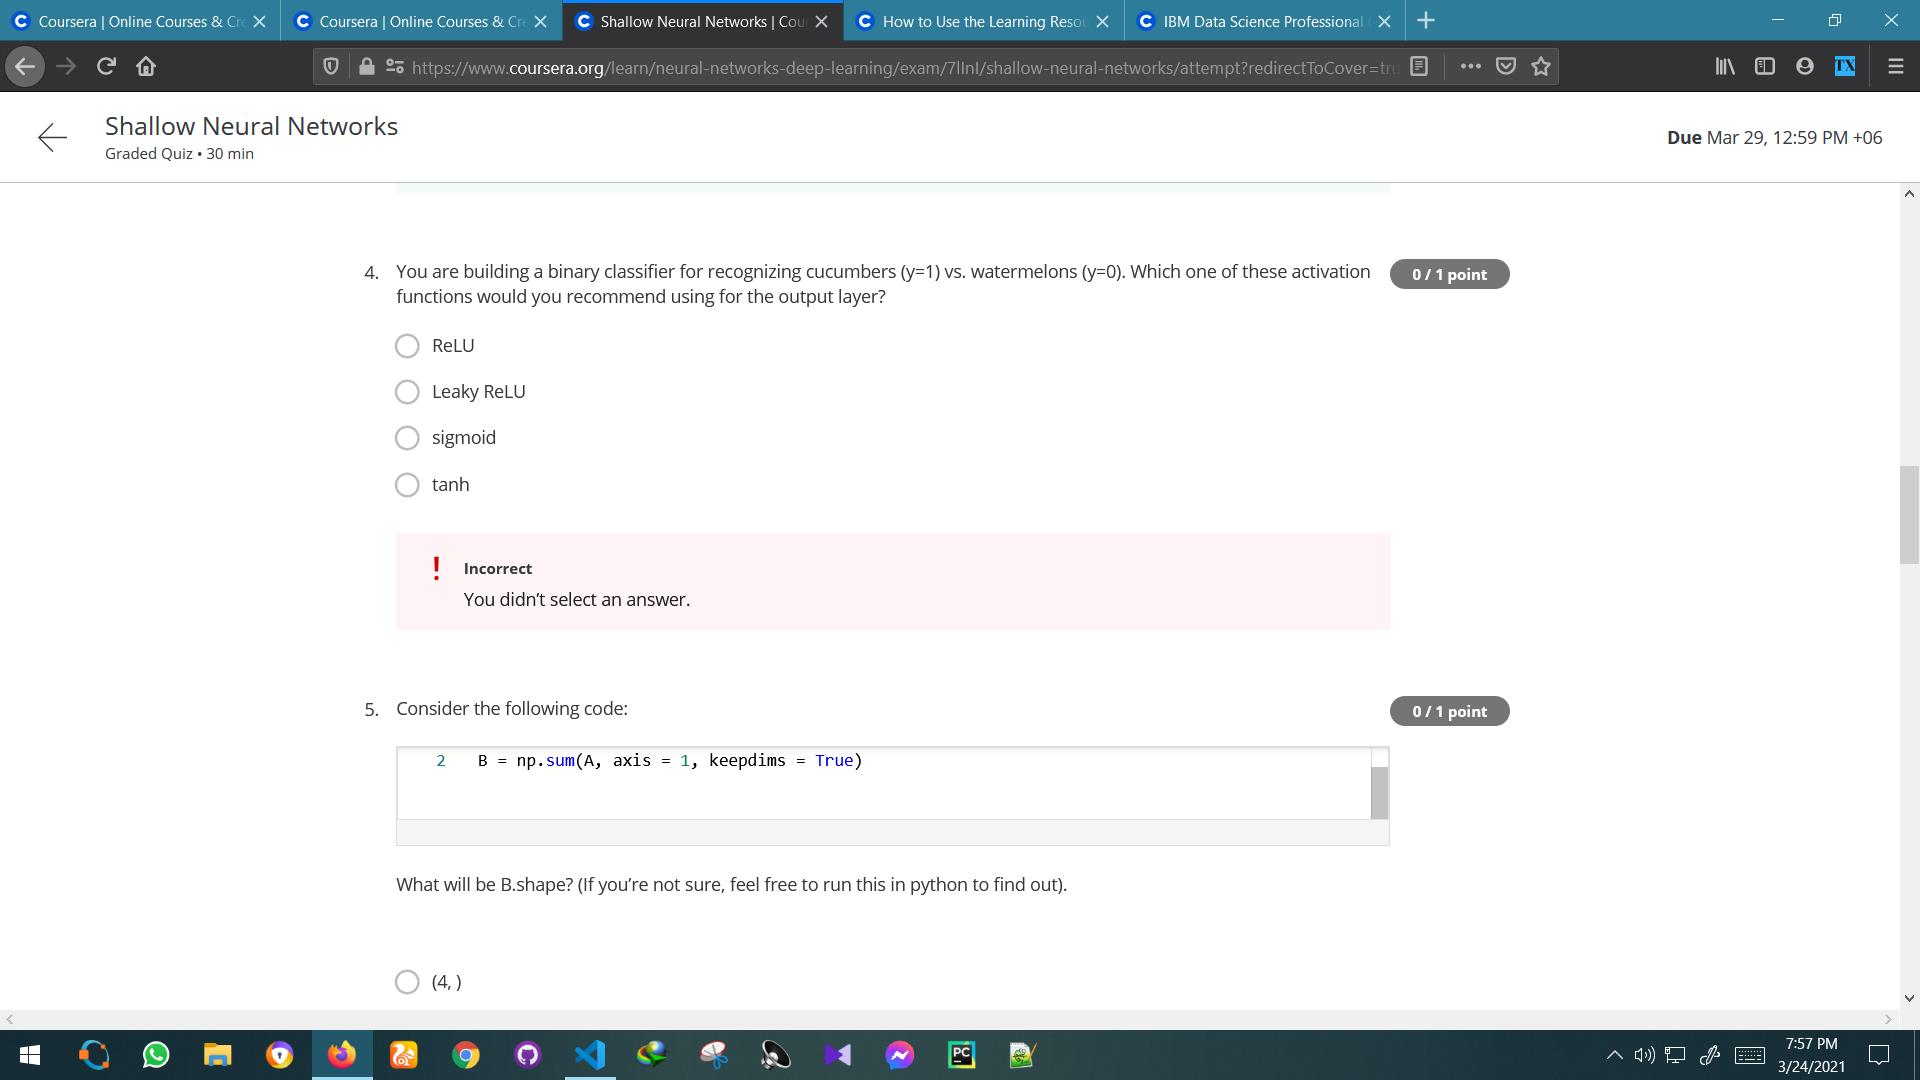 Coursera | Online Courses & Cre
Coursera | Online Courses & Cre
Shallow Neural Networks | Cour
How to Use the Learning Resou
IBM Data Science Professional
https://www.coursera.org/learn/neural-networks-deep-learning/exam/7lInI/shallow-neural-networks/attempt?redirectToCover=tru
TX
Shallow Neural Networks
Graded Quiz • 30 min
Due Mar 29, 12:59 PM +06
4. You are building a binary classifier for recognizing cucumbers (y=1) vs. watermelons (y=0). Which one of these activation
functions would you recommend using for the output layer?
0 / 1 point
ReLU
Leaky ReLU
sigmoid
tanh
! Incorrect
You didn't select an answer.
5. Consider the following code:
0 / 1 point
2 B = np.sum(A, axis = 1, keepdims = True)
What will be B.shape? (If you're not sure, feel free to run this in python to find out).
(4, )
PC
7:57 PM
3/24/2021